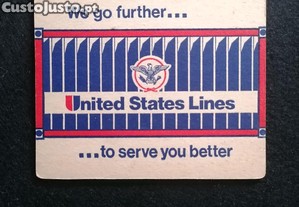 CustoJusto.pt
We go further...
United States Lines
...to serve you better